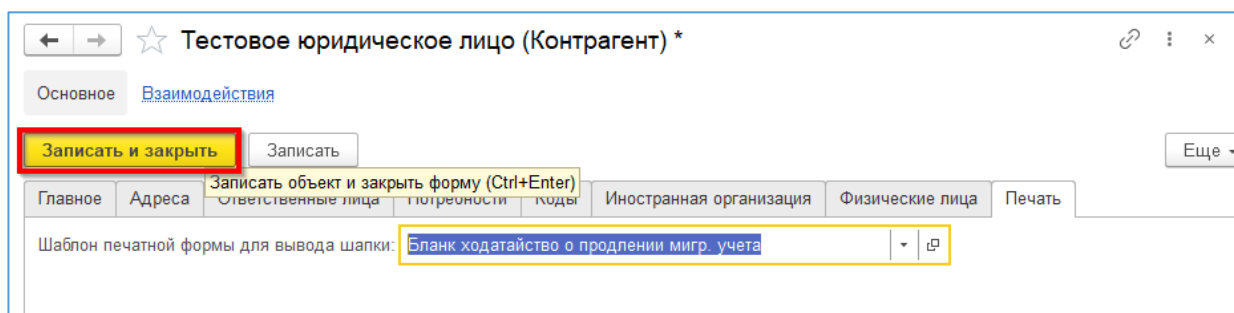 Тестовое юридическое лицо (Контрагент) *
Основное Взаимодействия
Записать и закрыть Записать Еще
Записать объект и закрыть форму (Ctrl+Enter)
Главное Адреса Ответственные лица Потребности Коды Иностранная организация Физические лица Печать
Шаблон печатной формы для вывода шапки: Бланк ходатайство о продлении мигр. учета